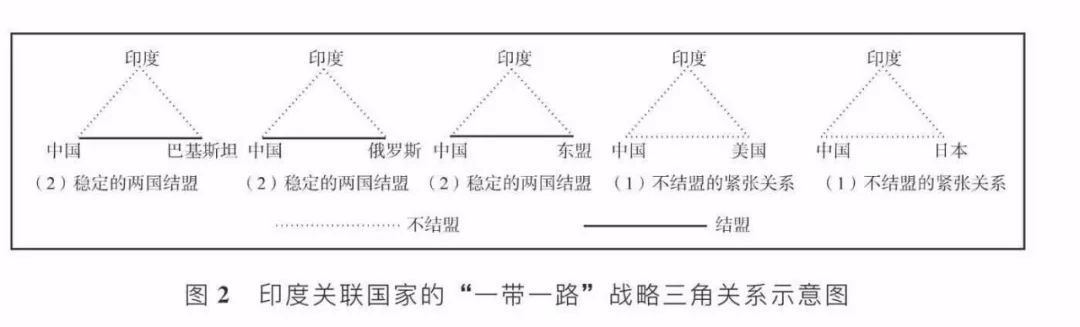 印度 印度 印度 印度 印度
中国 巴基斯坦 中国 俄罗斯 中国 东盟 中国 美国 中国 日本
（2）稳定的两国结盟 （2）稳定的两国结盟 （2）稳定的两国结盟 （1）不结盟的紧张关系 （1）不结盟的紧张关系
不结盟 结盟
图 2 印度关联国家的“一带一路”战略三角关系示意图